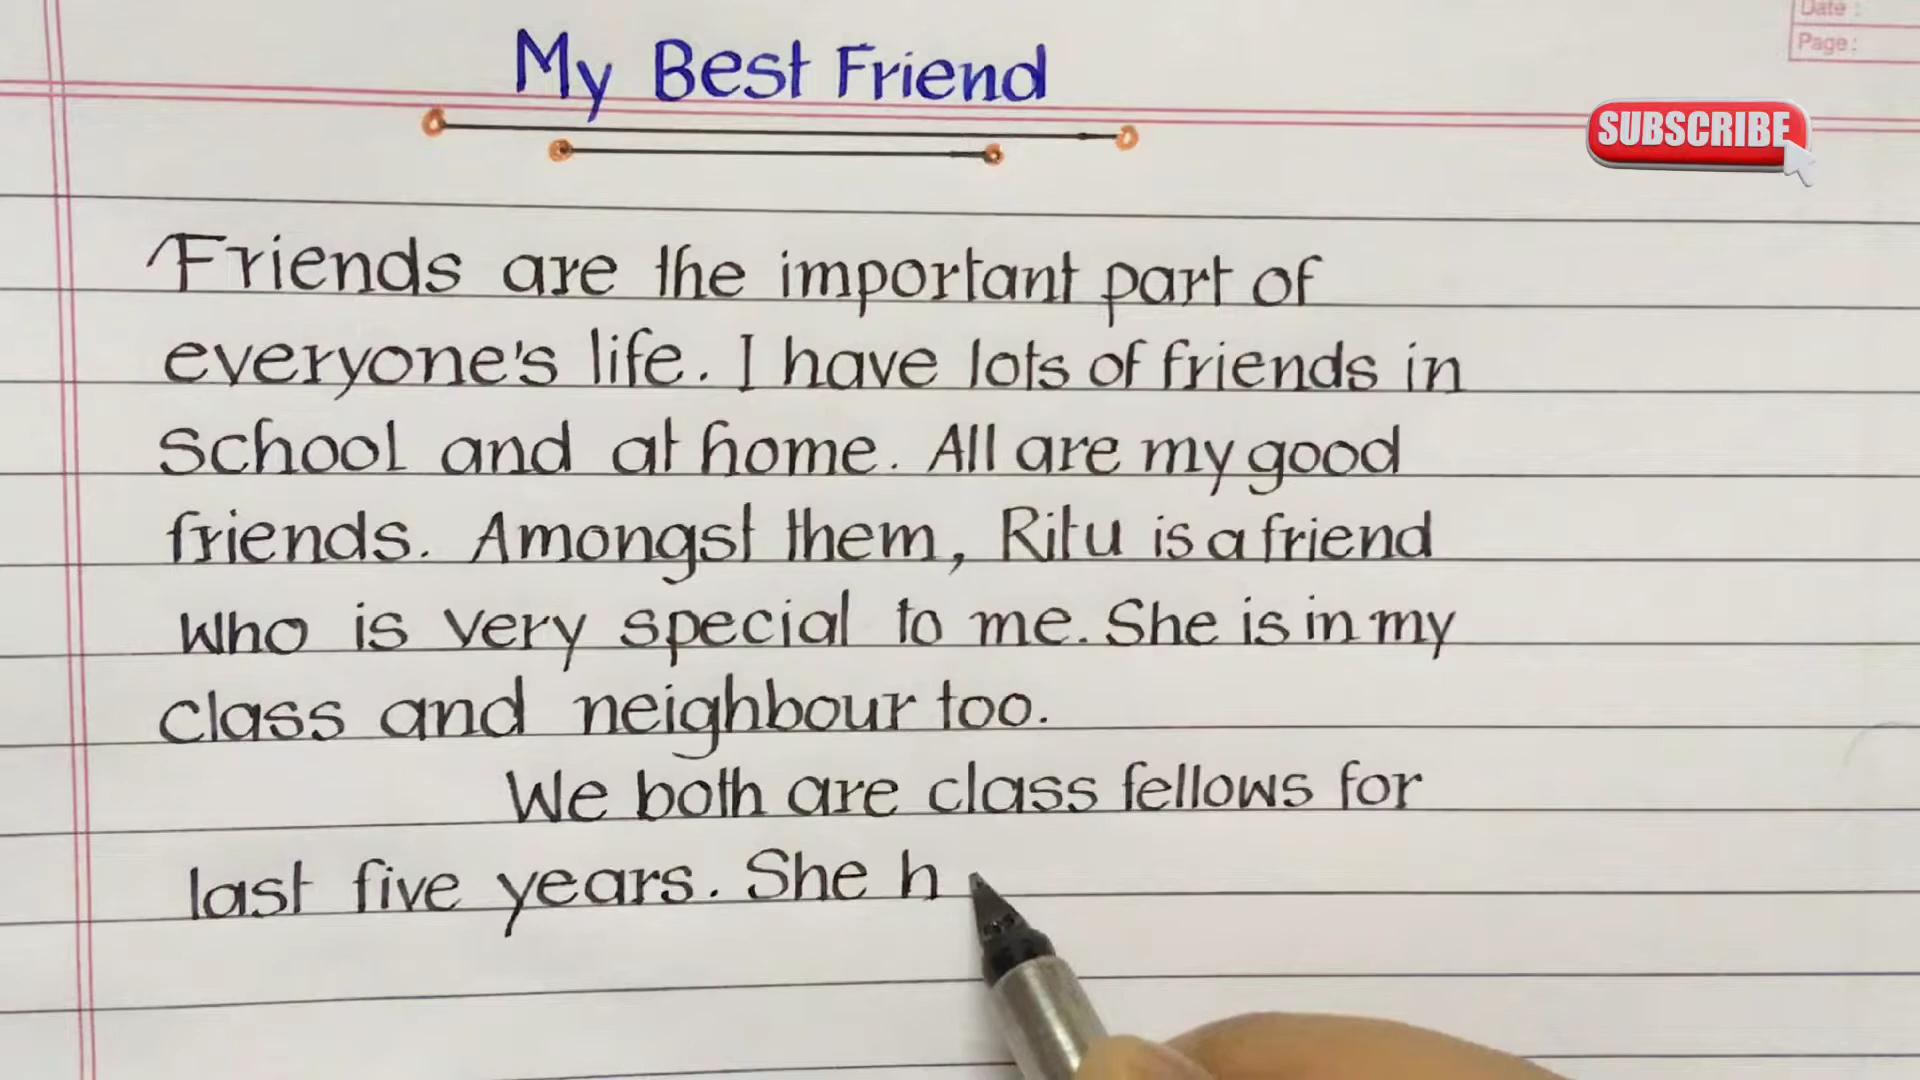 Date :
Page :
My Best Friend
SUBSCRIBE
Friends are the important part of
everyone's life. I have lots of friends in
school and at home. All are my good
friends. Amongst them, Ritu is a friend
who is very special to me. She is in my
class and neighbour too.
We both are class fellows for
last five years. She h